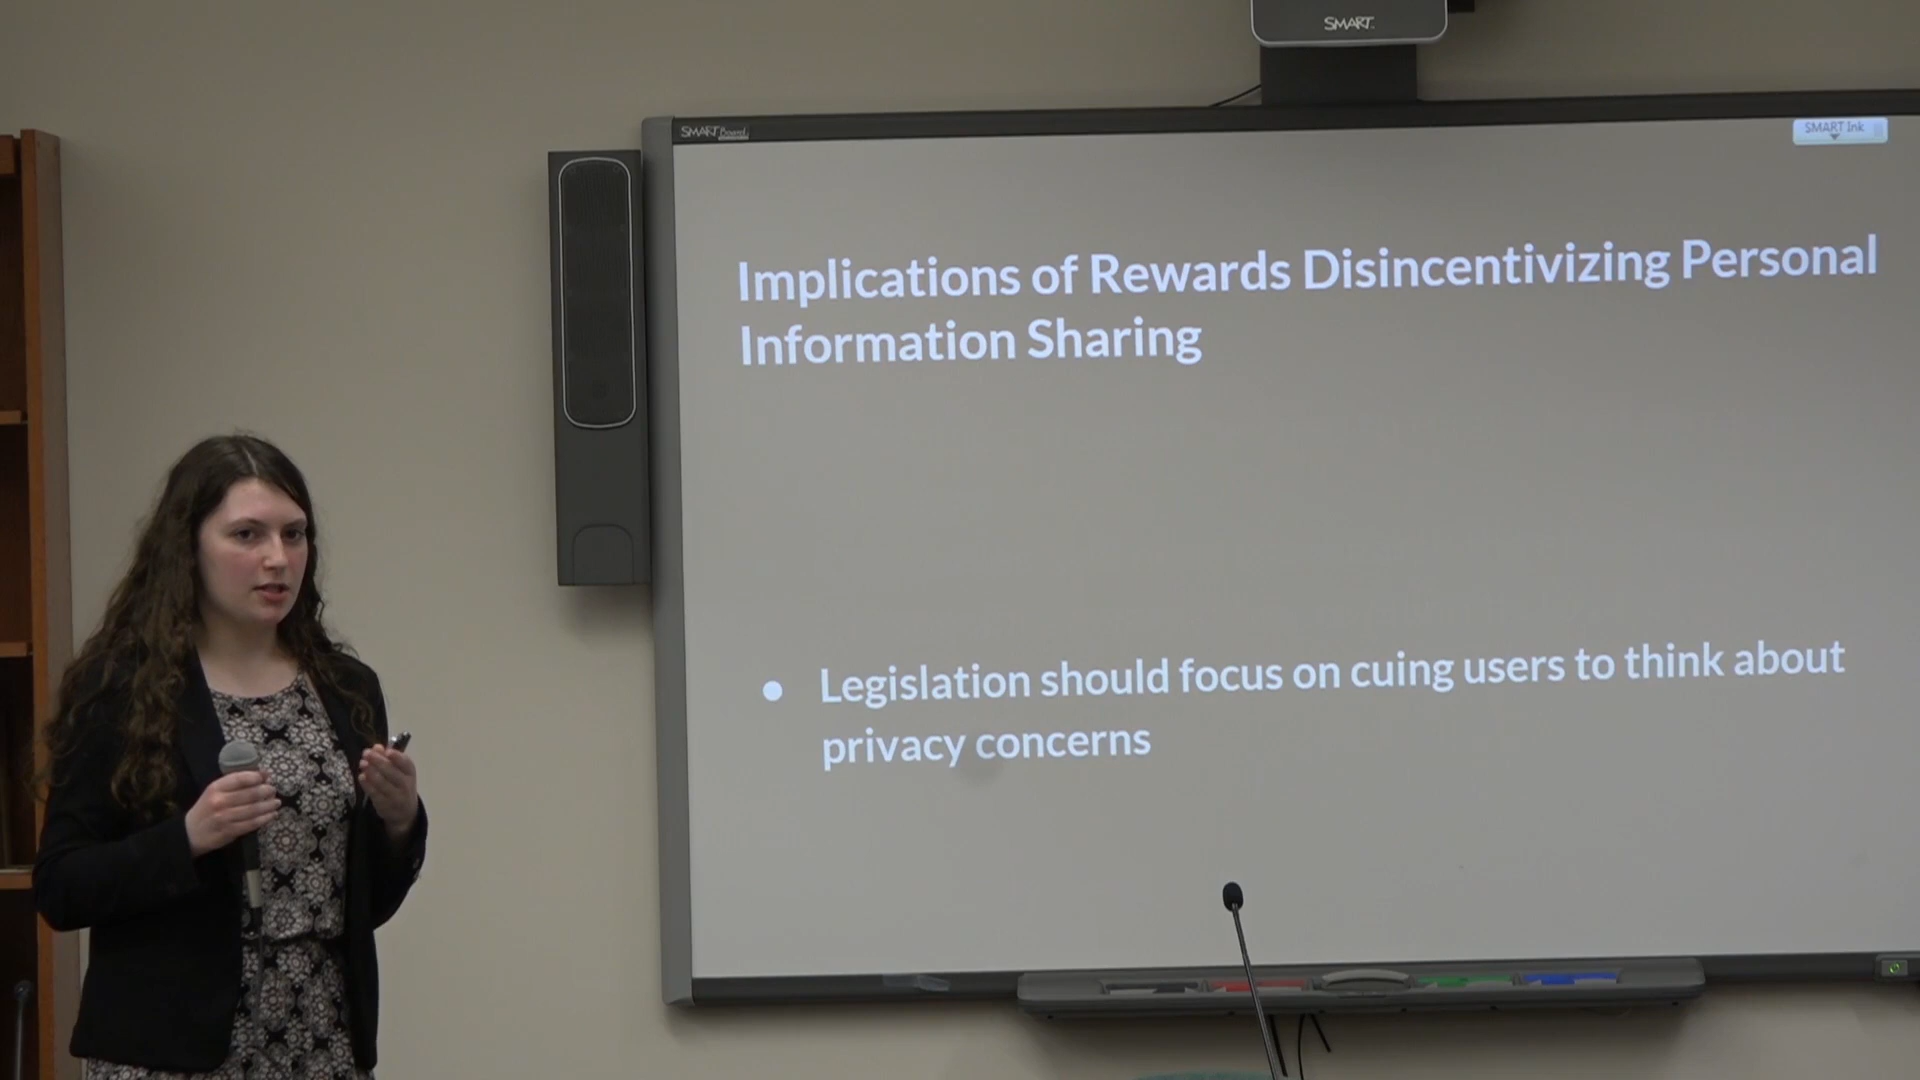 SMART
SMART Board
SMART Ink
Implications of Rewards Disincentivizing Personal
Information Sharing
● Legislation should focus on cuing users to think about
privacy concerns